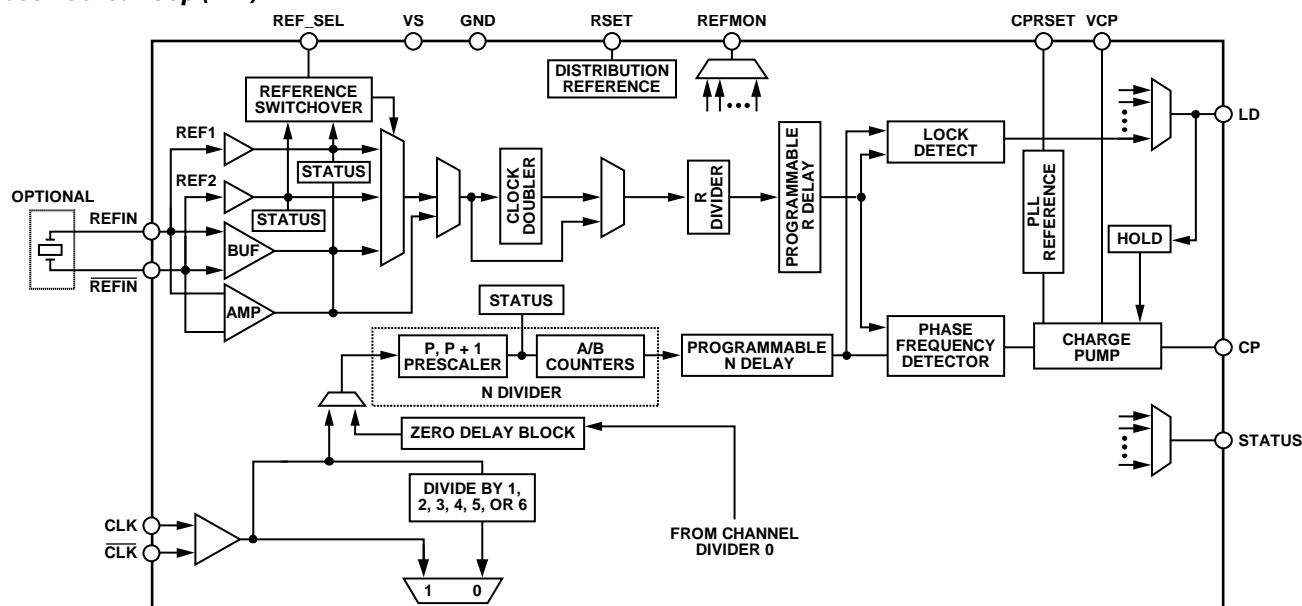 REF_SEL VS GND RSET REFMON CPRSET VCP
REFERENCE
SWITCHOVER
DISTRIBUTION
REFERENCE
REF1
STATUS
REF2
STATUS
OPTIONAL
REFIN
REFIN
BUF
AMP
CLOCK
DOUBLER
R
DIVIDER
PROGRAMMABLE
R DELAY
LOCK
DETECT
LD
PLL
REFERENCE
HOLD
STATUS
P, P + 1
PRESCALER
A/B
COUNTERS
N DIVIDER
PROGRAMMABLE
N DELAY
PHASE
FREQUENCY
DETECTOR
CHARGE
PUMP
CP
ZERO DELAY BLOCK
STATUS
DIVIDE BY 1,
2, 3, 4, 5, OR 6
CLK
CLK
FROM CHANNEL
DIVIDER 0
1 0